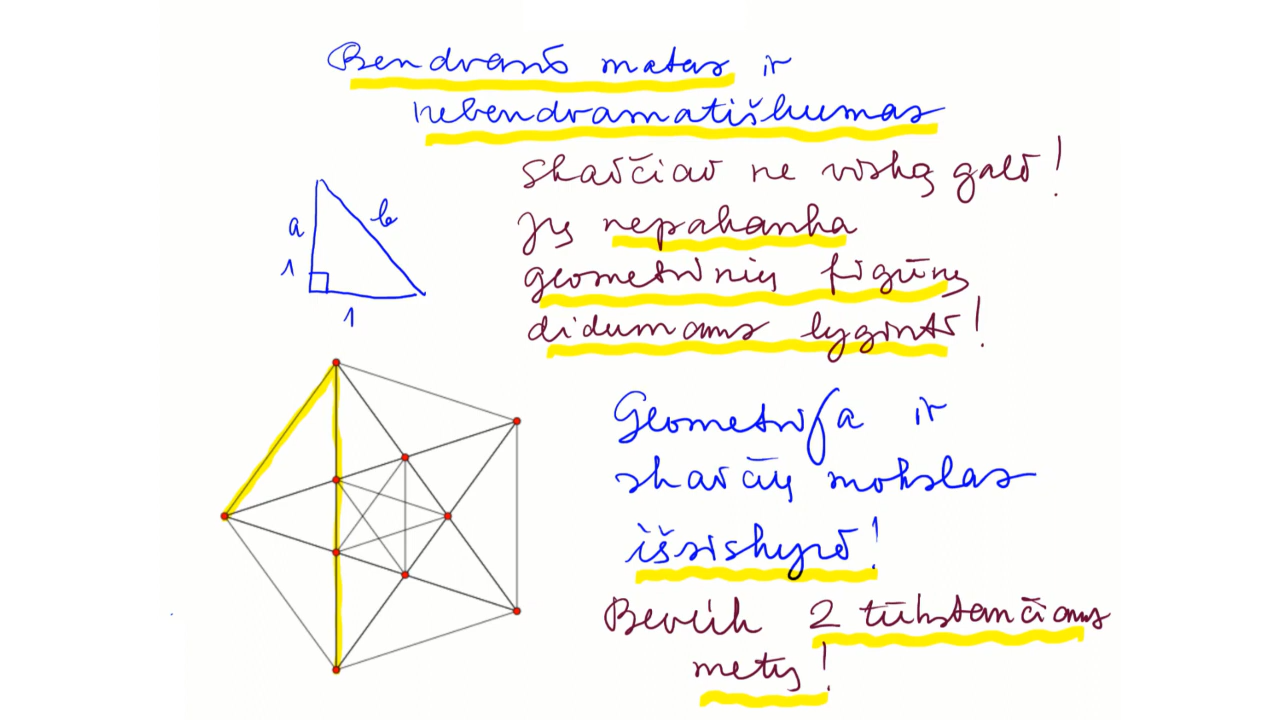 Bendrasis matas ir
nebendramatiškumas
skaičiai ne viską gali!
Jų nepakanka
geometrinių figūrų
didumams lyginti!
a
b
1
1
Geometrija ir
skaičių mokslas
išsiskyrė!
Beveik 2 tūkstančiams
metų!